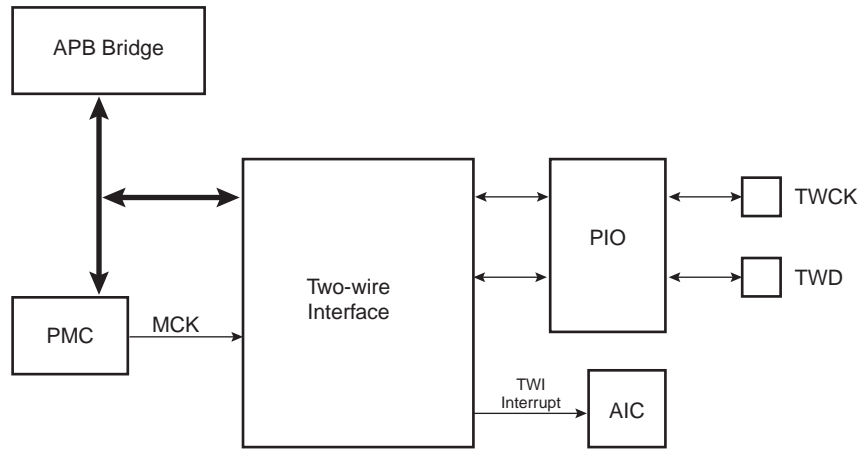 APB Bridge
TWCK
PIO
Two-wire
Interface
TWD
MCK
PMC
TWI
Interrupt
AIC